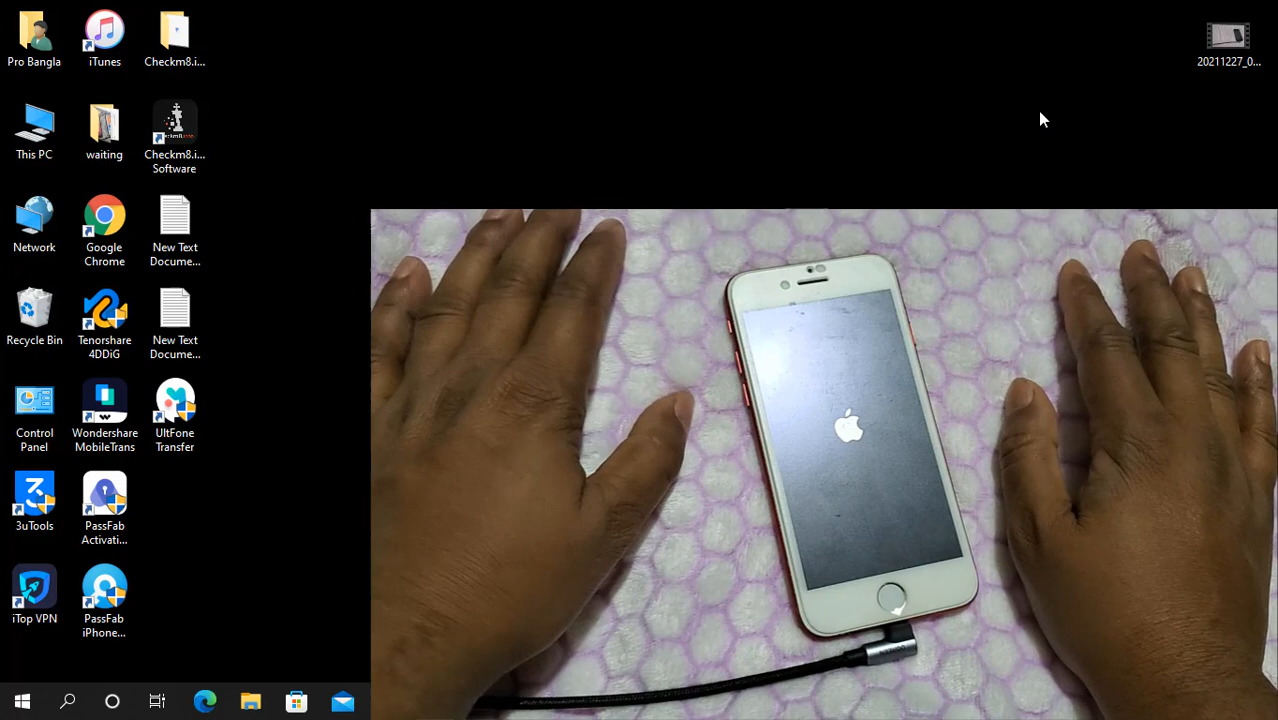 Pro Bangla
iTunes
Checkm8.i...
20211227_0...
This PC
waiting
Checkm8.i...
Software
Network
Google
Chrome
New Text
Docume...
Recycle Bin
Tenorshare
4DDiG
New Text
Docume...
Control
Panel
Wondershare
MobileTrans
UltFone
Transfer
3uTools
PassFab
Activati...
iTop VPN
PassFab
iPhone...